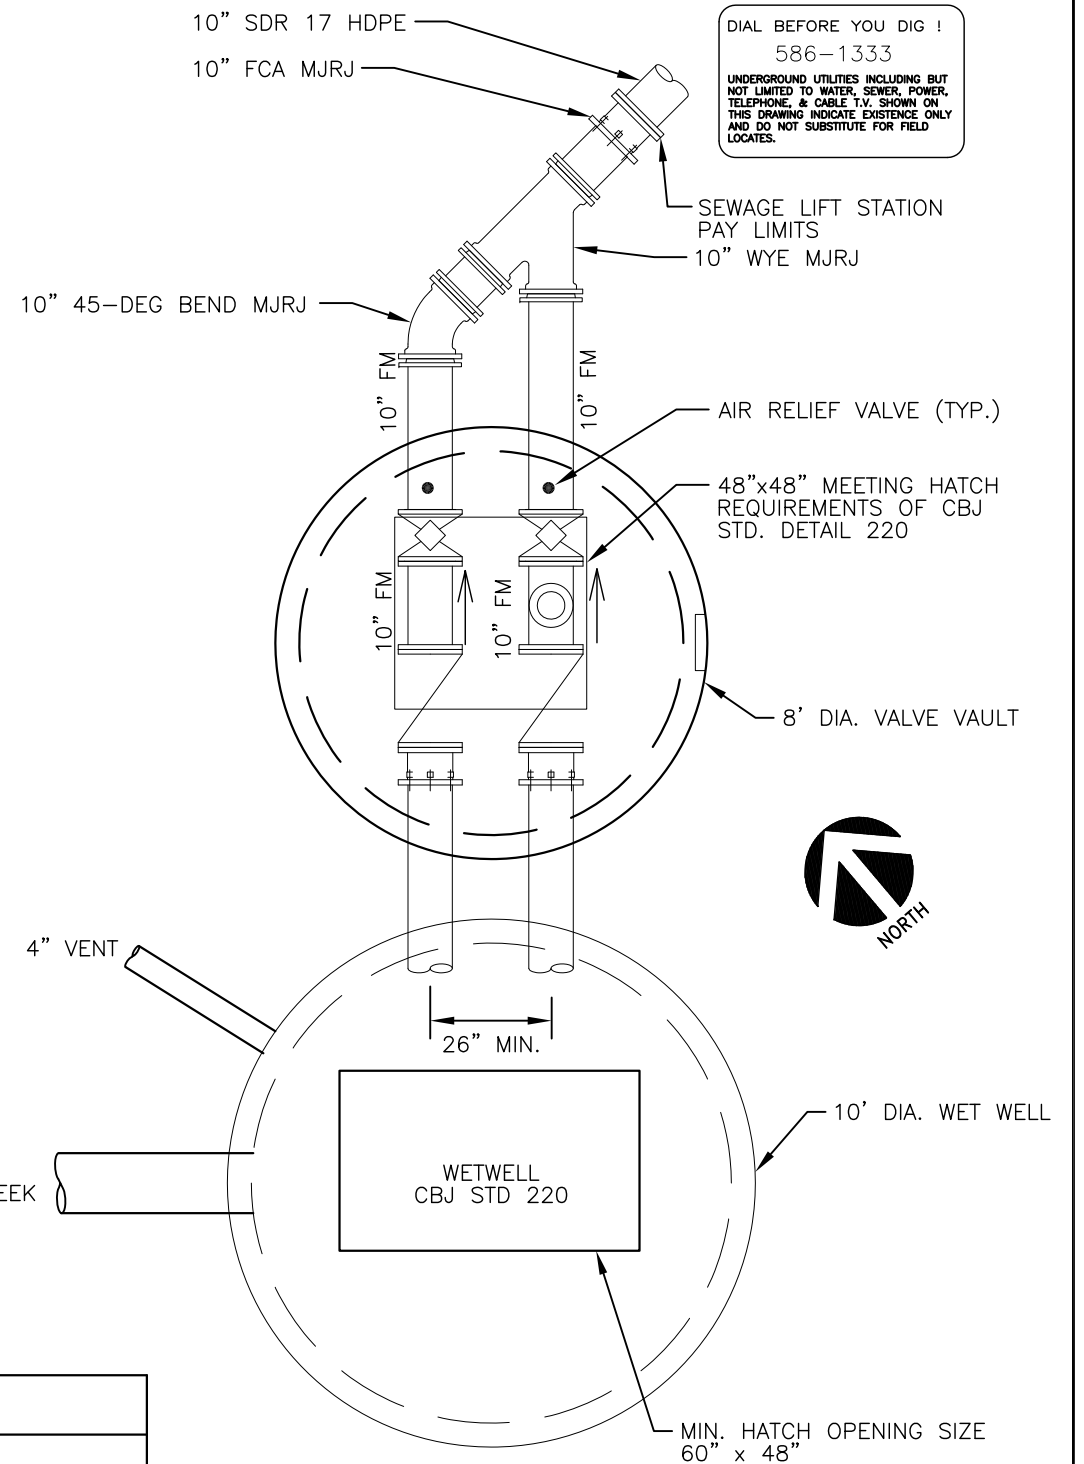 10" SDR 17 HDPE
10" FCA MJRJ
DIAL BEFORE YOU DIG !
586-1333
UNDERGROUND UTILITIES INCLUDING BUT
NOT LIMITED TO WATER, SEWER, POWER,
TELEPHONE, & CABLE T.V. SHOWN ON
THIS DRAWING INDICATE EXISTENCE ONLY
AND DO NOT SUBSTITUTE FOR FIELD
LOCATES.
SEWAGE LIFT STATION
PAY LIMITS
10" WYE MJRJ
10" 45-DEG BEND MJRJ
10" FM
10" FM
AIR RELIEF VALVE (TYP.)
48"x48" MEETING HATCH
REQUIREMENTS OF CBJ
STD. DETAIL 220
10" FM
10" FM
8' DIA. VALVE VAULT
NORTH
4" VENT
26" MIN.
10' DIA. WET WELL
WETWELL
CBJ STD 220
EEK
MIN. HATCH OPENING SIZE
60" x 48"